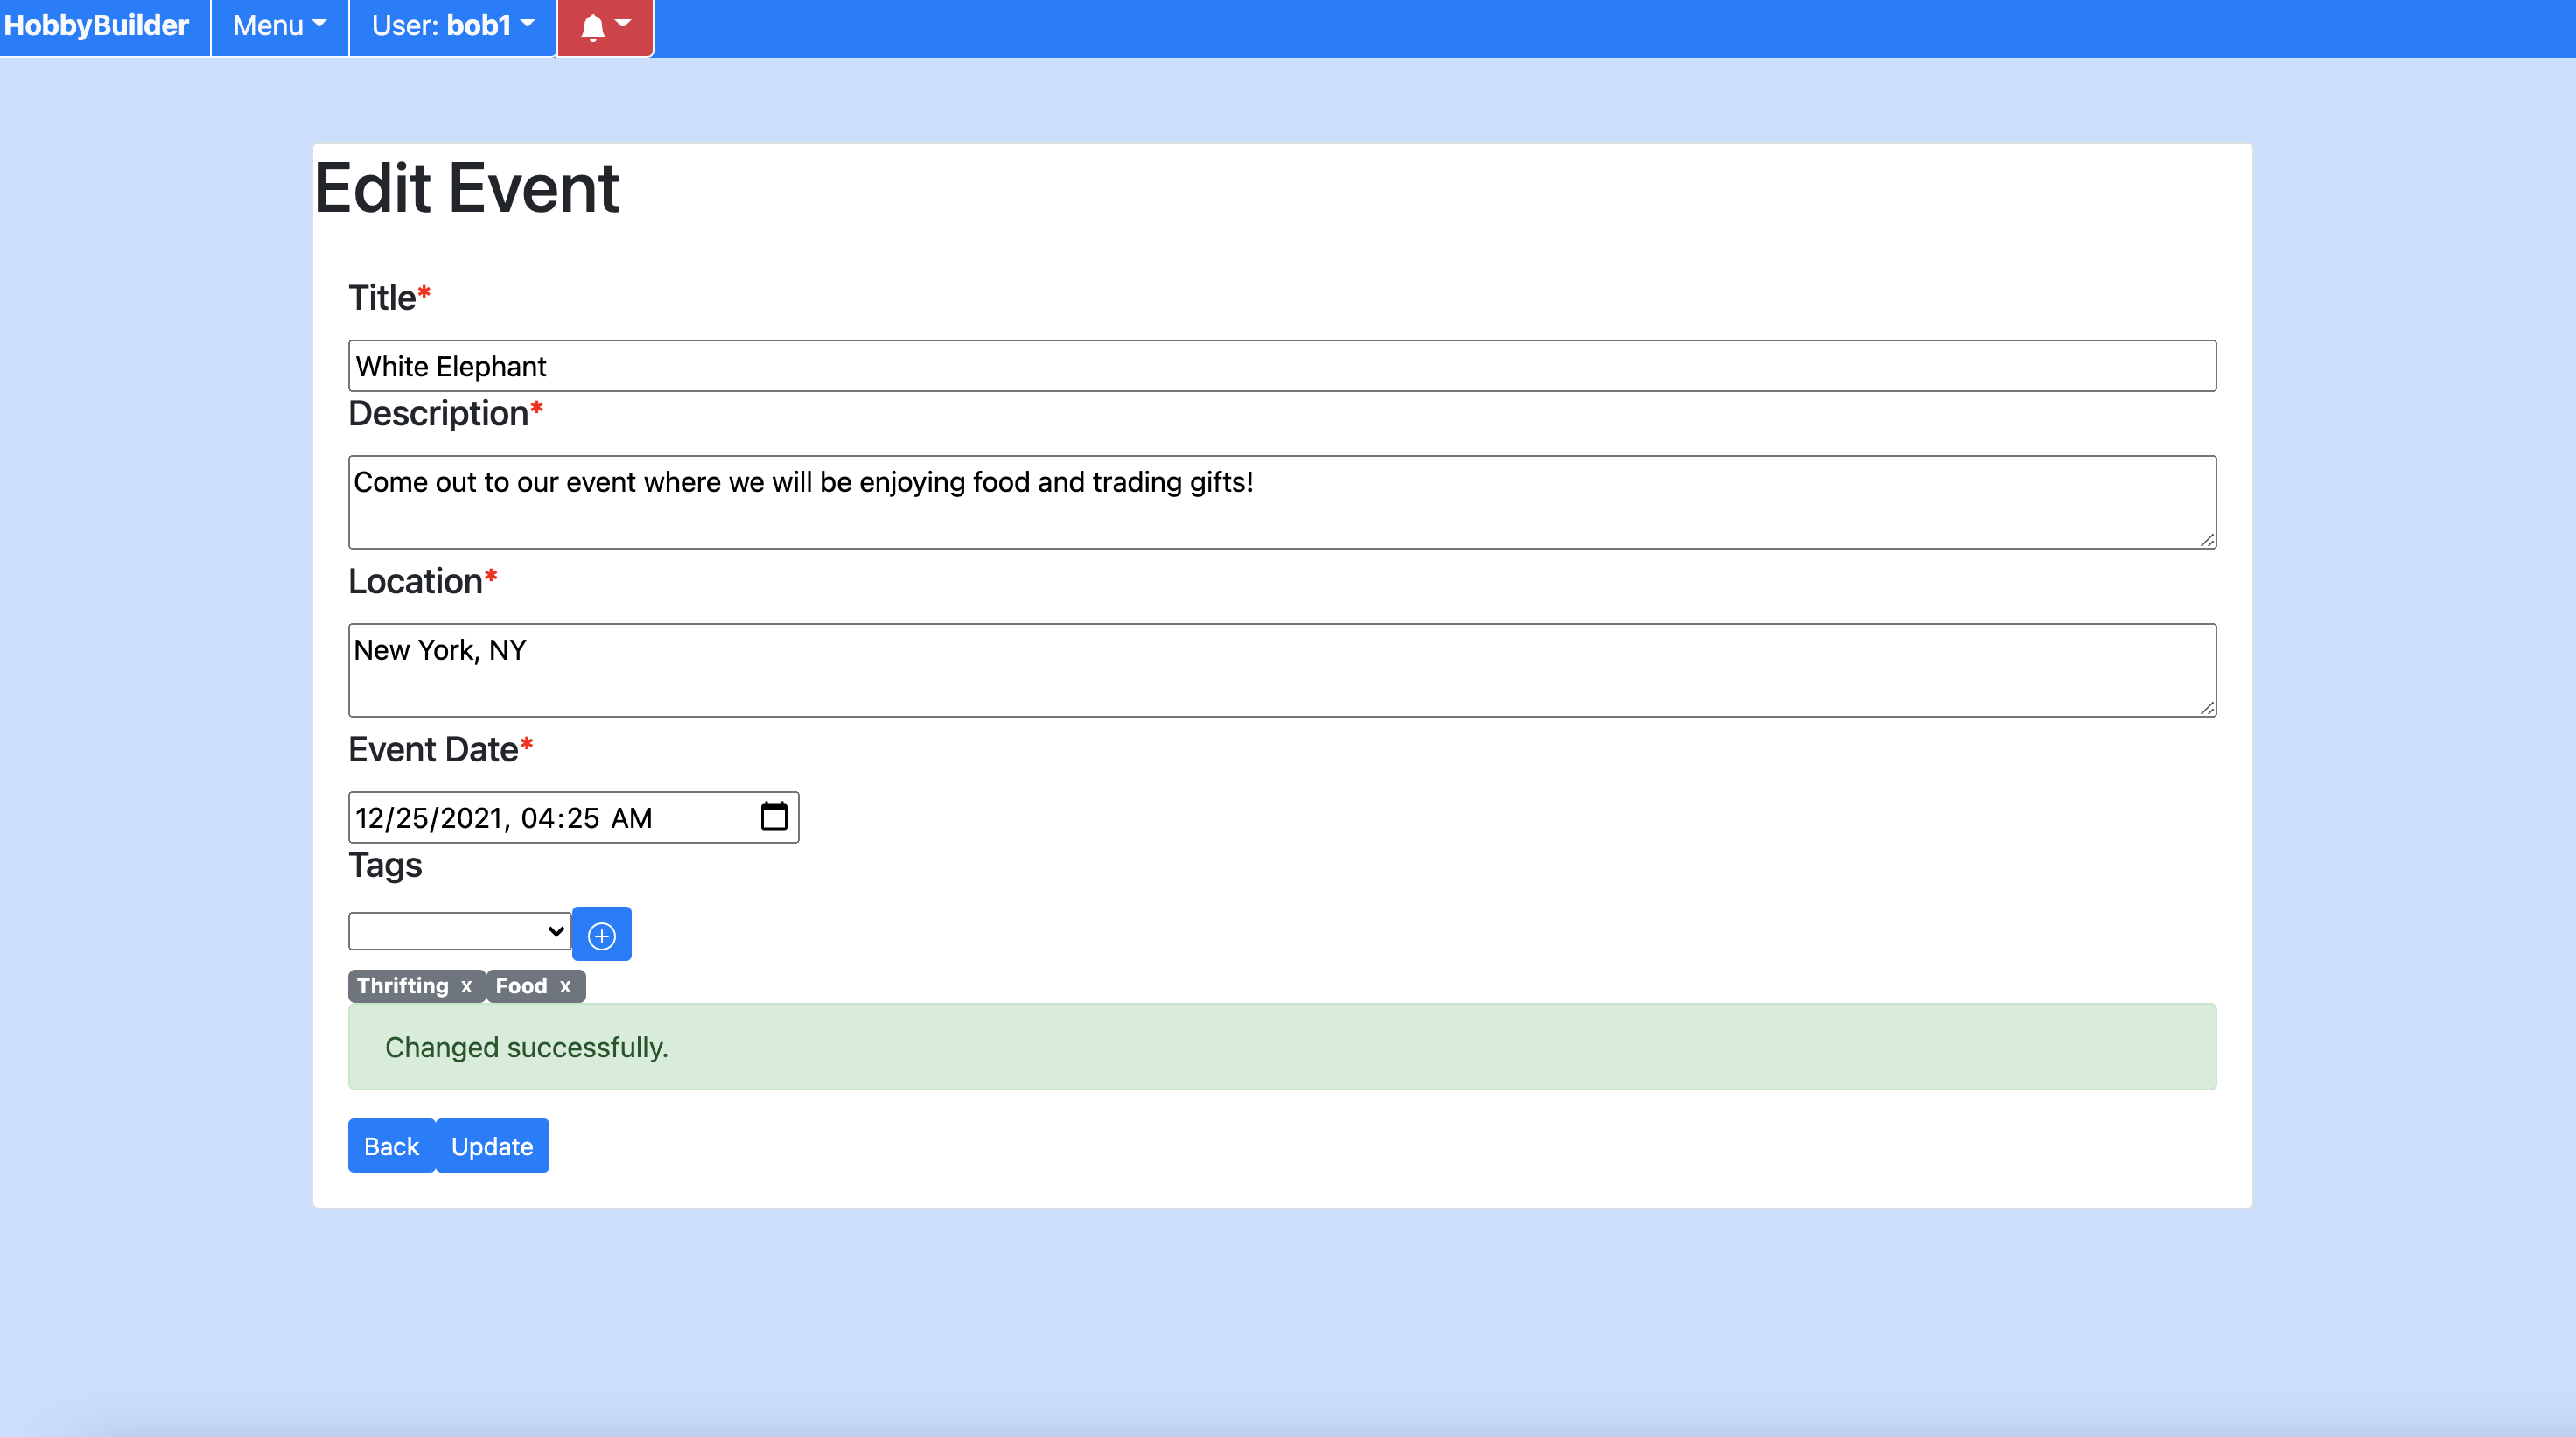 HobbyBuilder Menu User: bob1
Edit Event
Title*
White Elephant
Description*
Come out to our event where we will be enjoying food and trading gifts!
Location*
New York, NY
Event Date*
12/25/2021, 04:25 AM
Tags
Thrifting x Food x
Changed successfully.
Back Update